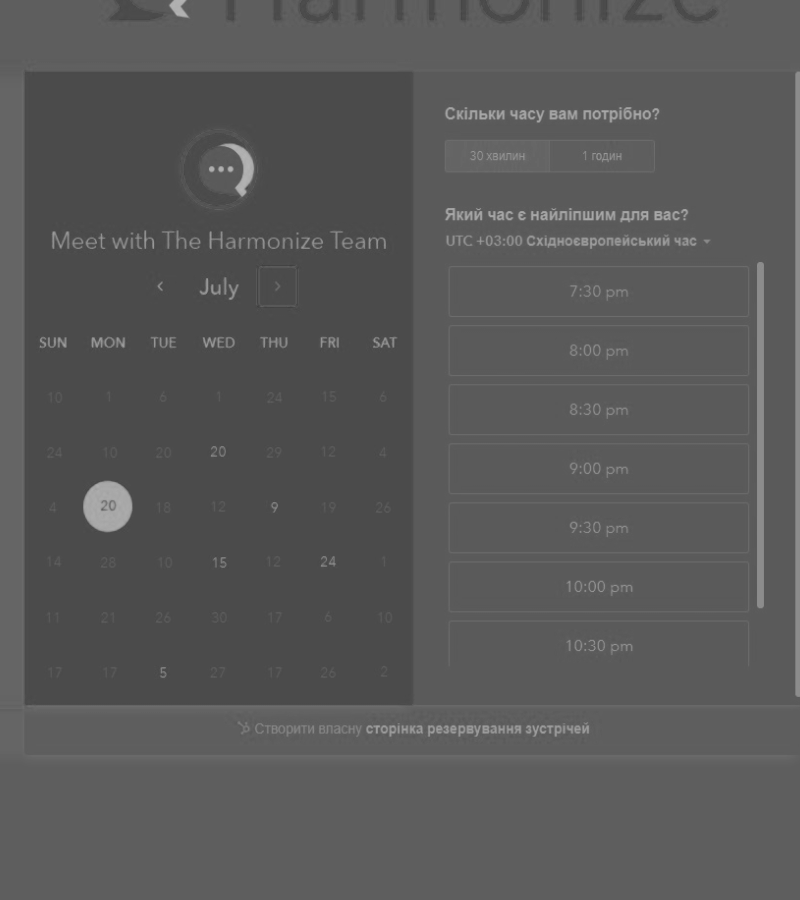 Harmonize
Meet with The Harmonize Team
July
SUN MON TUE WED THU FRI SAT
10 1 6 1 24 15 6
24 10 20 20 29 12 4
4 20 18 12 9 19 26
14 28 10 15 12 24 1
11 21 26 30 17 6 10
17 17 5 27 17 26 2
Скільки часу вам потрібно?
30 хвилин 1 годин
Який час є найліпшим для вас?
UTC +03:00 Східноєвропейський час
7:30 pm
8:00 pm
8:30 pm
9:00 pm
9:30 pm
10:00 pm
10:30 pm
Створити власну сторінка резервування зустрічей